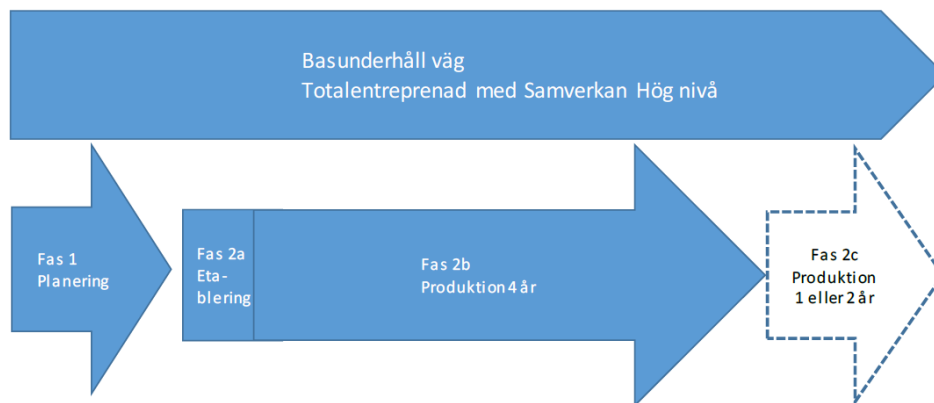 Basunderhåll väg
Totalentreprenad med Samverkan Hög nivå
Fas 1
Planering
Fas 2a
Eta-
blering
Fas 2b
Produktion 4 år
Fas 2c
Produktion
1 eller 2 år